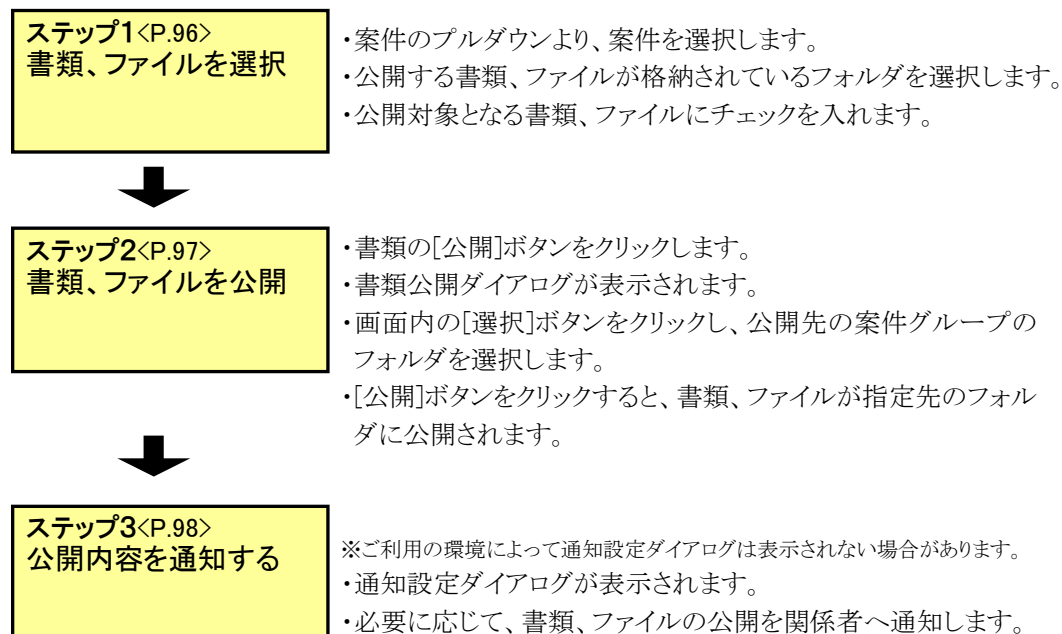 ステップ1<P.96>
書類、ファイルを選択
・案件のプルダウンより、案件を選択します。
・公開する書類、ファイルが格納されているフォルダを選択します。
・公開対象となる書類、ファイルにチェックを入れます。
ステップ2<P.97>
書類、ファイルを公開
・書類の[公開]ボタンをクリックします。
・書類公開ダイアログが表示されます。
・画面内の[選択]ボタンをクリックし、公開先の案件グループの
フォルダを選択します。
・[公開]ボタンをクリックすると、書類、ファイルが指定先のフォル
ダに公開されます。
ステップ3<P.98>
公開内容を通知する
※ご利用の環境によって通知設定ダイアログは表示されない場合があります。
・通知設定ダイアログが表示されます。
・必要に応じて、書類、ファイルの公開を関係者へ通知します。